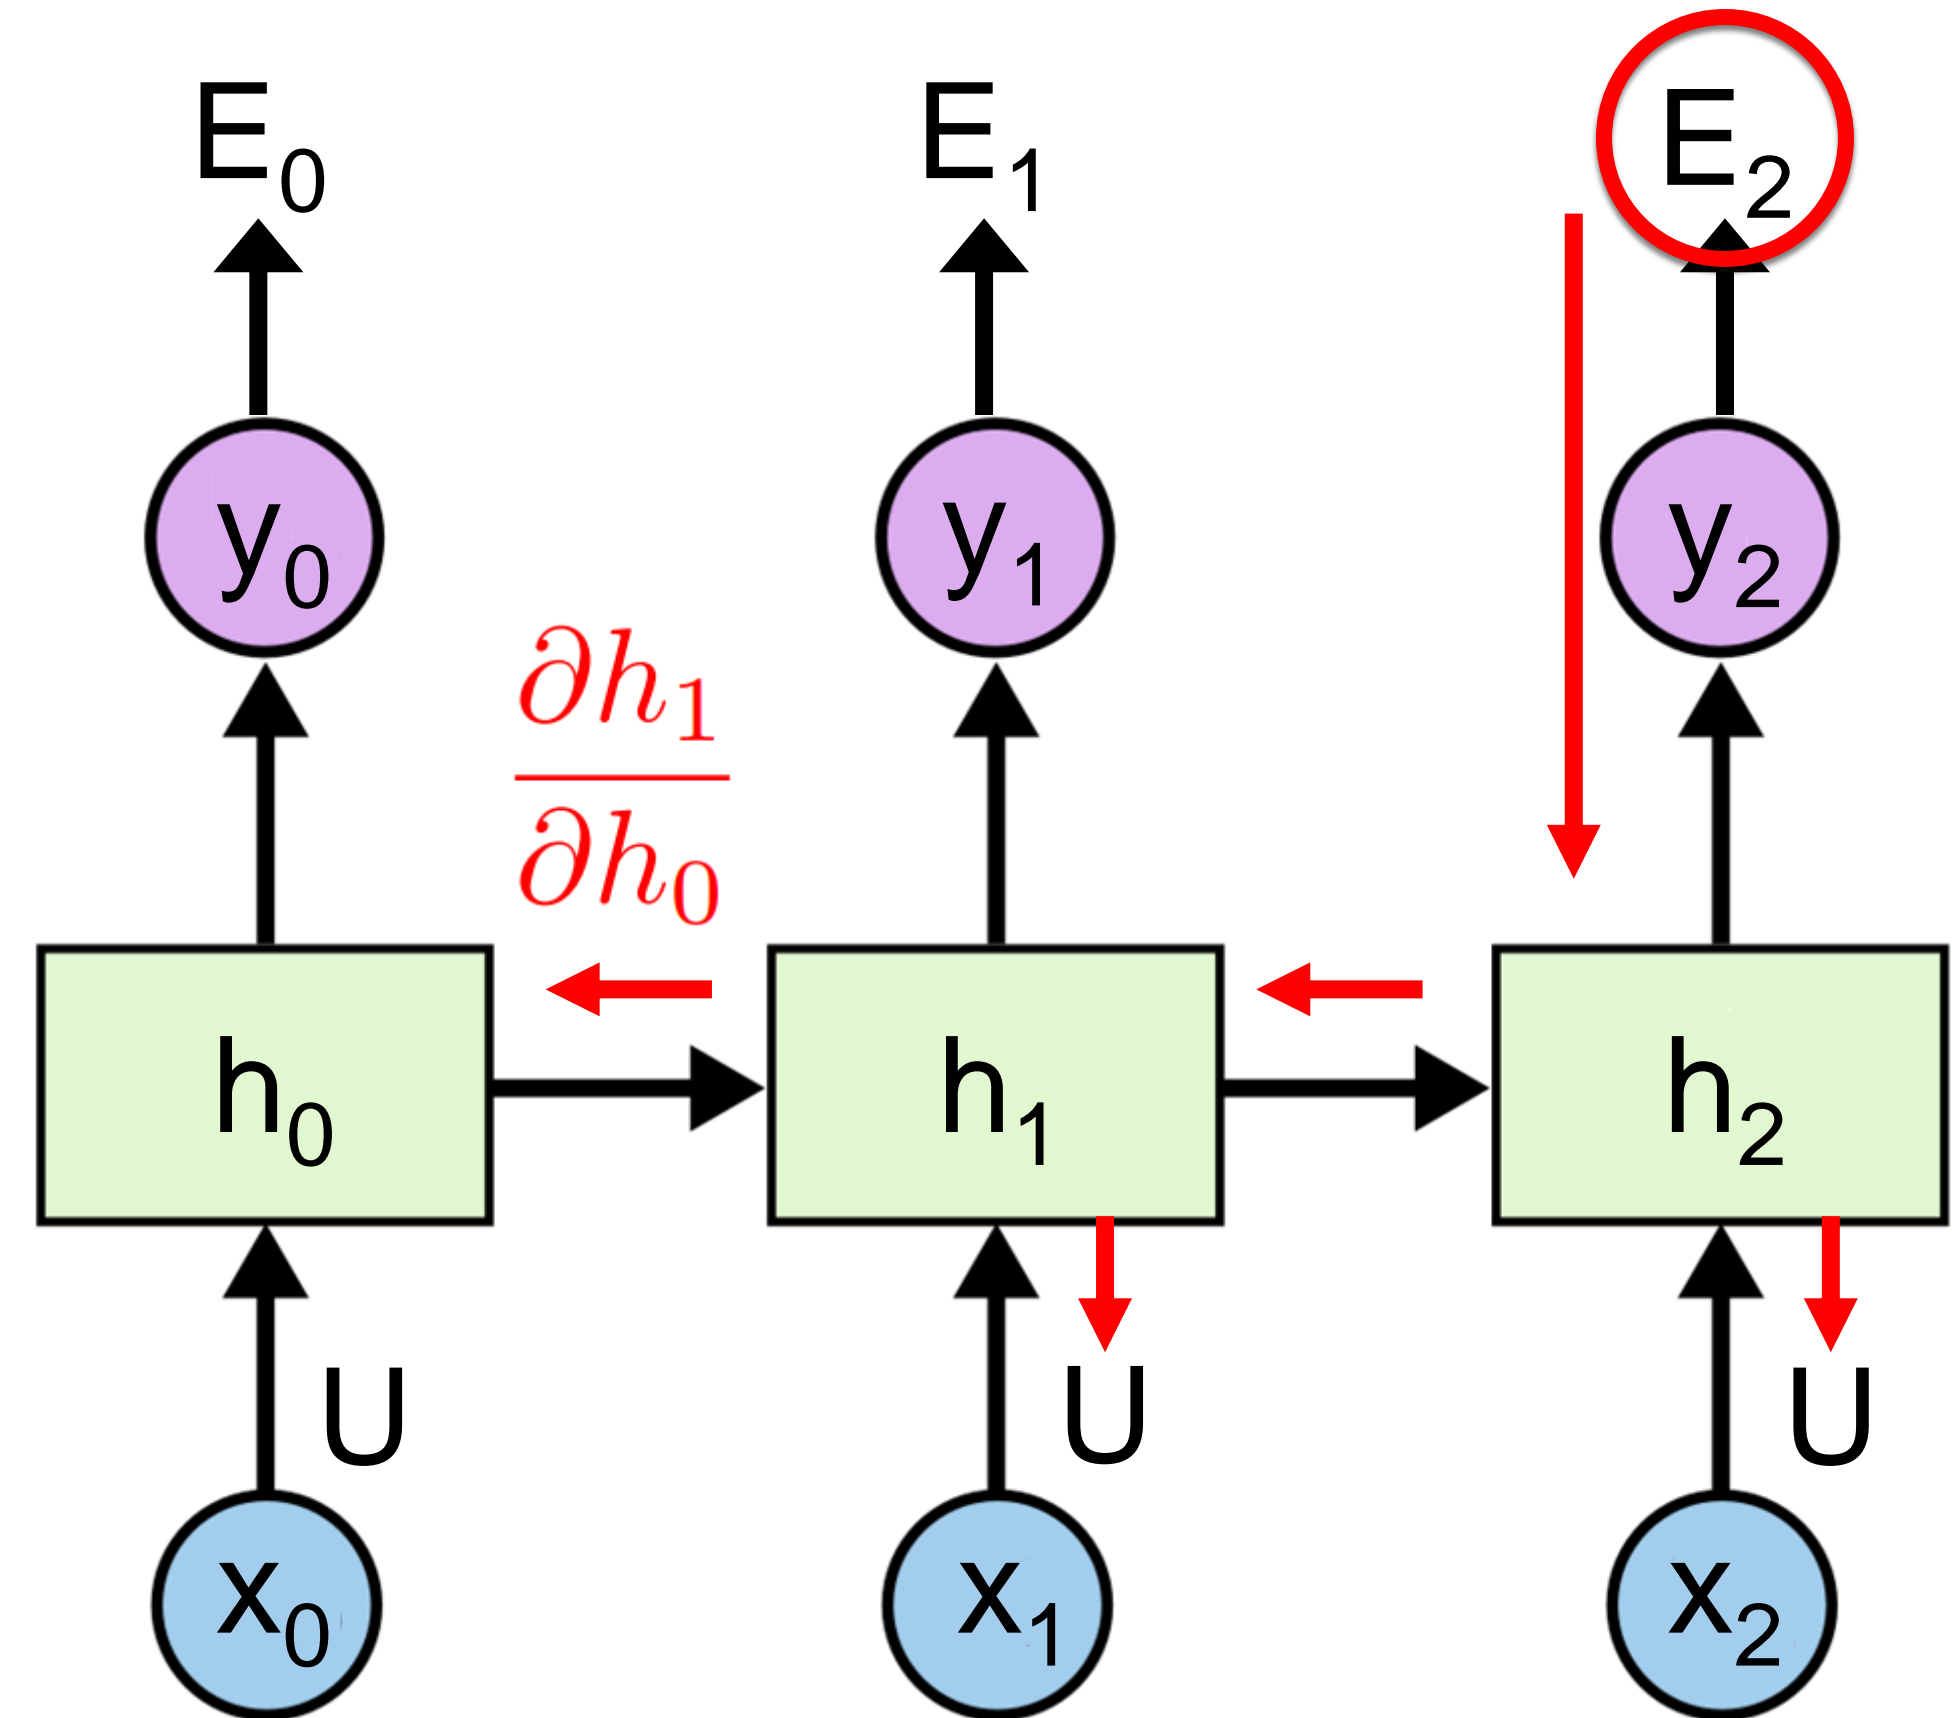 E₀ E₁ E₂
y₀ y₁ y₂
∂h₁
∂h₀
h₀ h₁ h₂
U U U
x₀ x₁ x₂